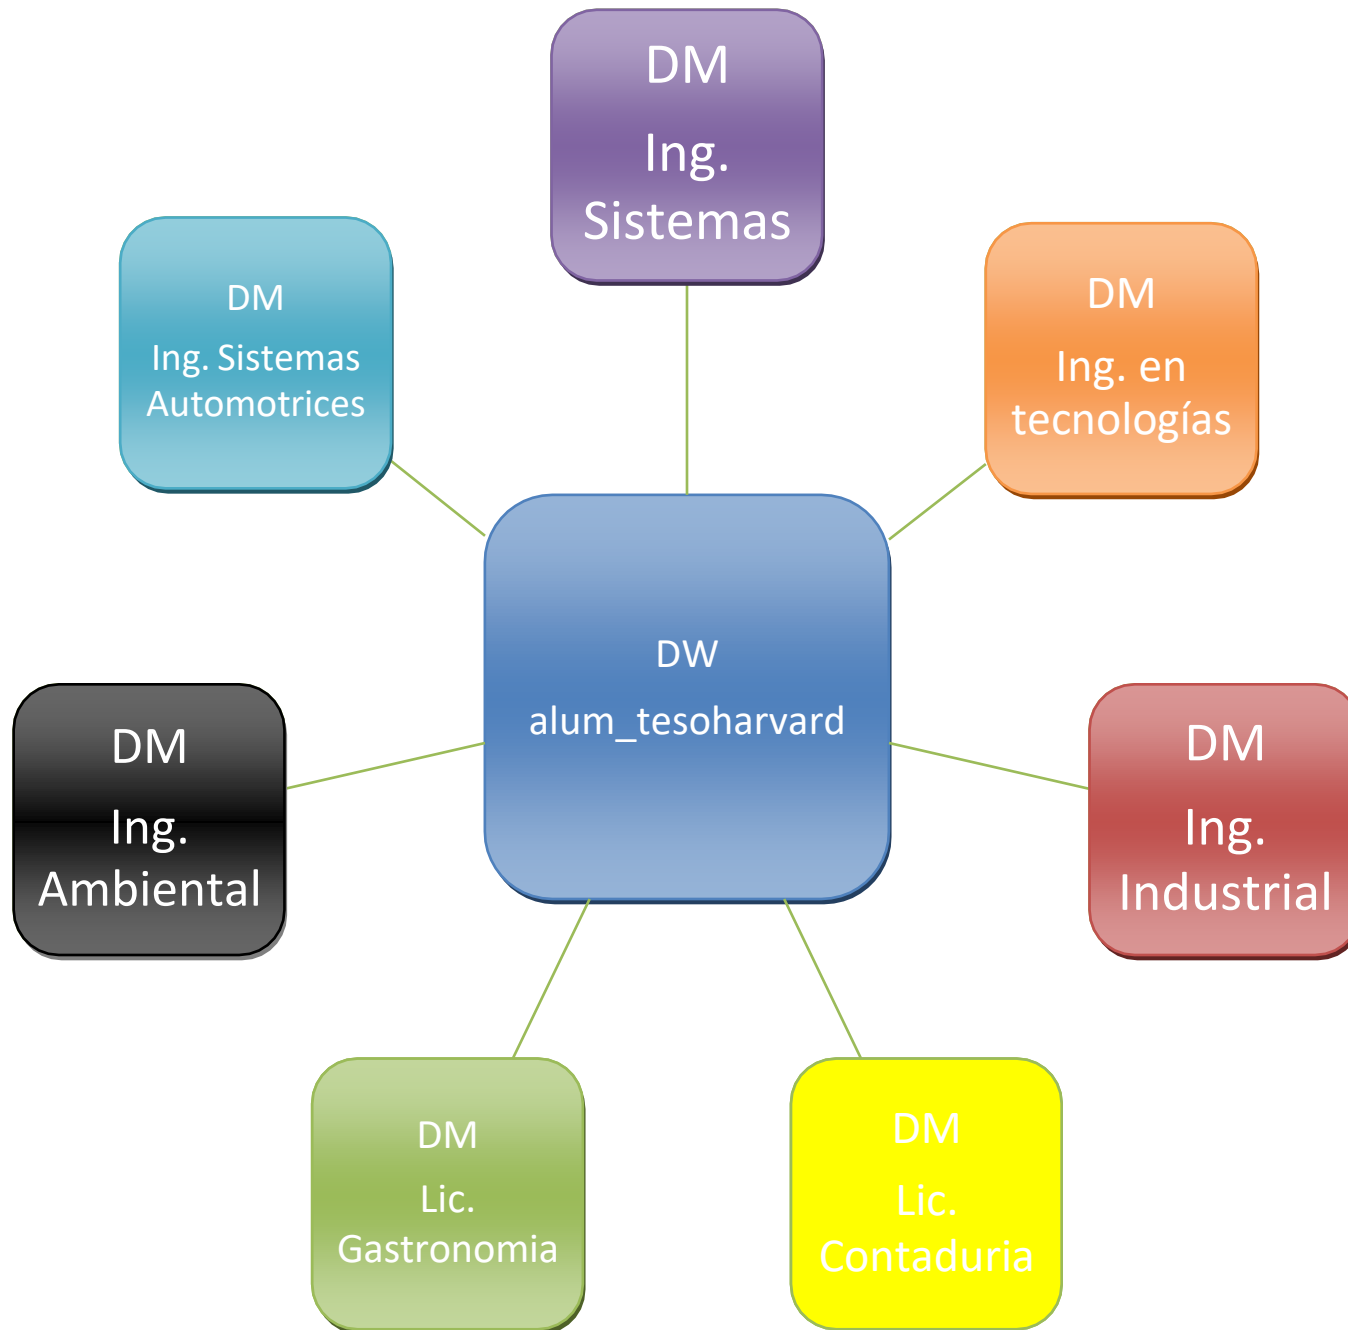 DM
Ing.
Sistemas
DM
Ing. Sistemas
Automotrices
DM
Ing. en
tecnologías
DW
alum_tesoharvard
DM
Ing.
Ambiental
DM
Ing.
Industrial
DM
Lic.
Gastronomia
DM
Lic.
Contaduria